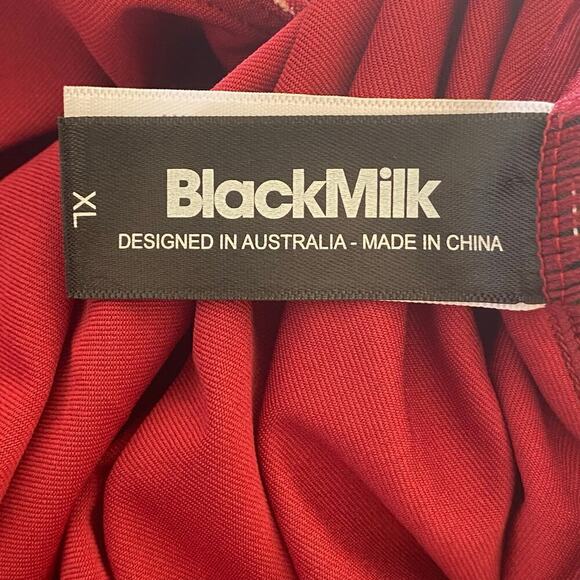 BlackMilk
DESIGNED IN AUSTRALIA - MADE IN CHINA
XL